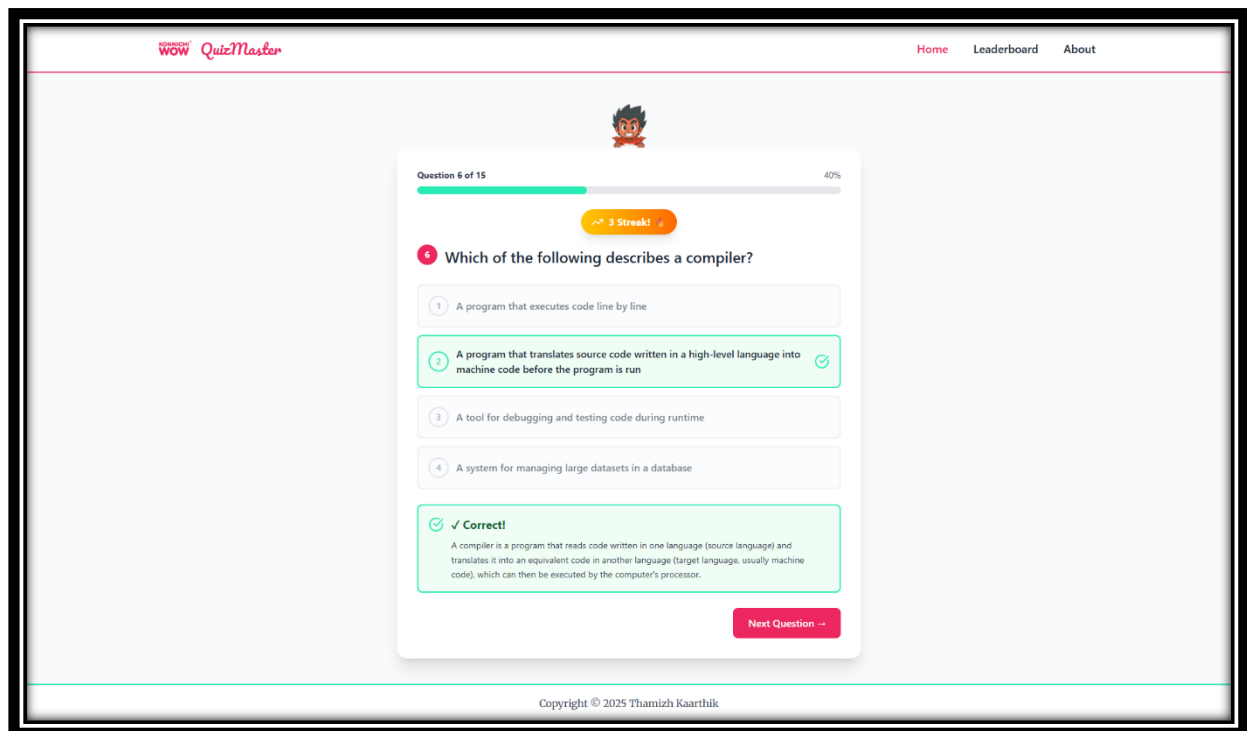 KONNICHI
WOW QuizMaster
Home Leaderboard About
Question 6 of 15 40%
3 Streak!
6 Which of the following describes a compiler?
1 A program that executes code line by line
2 A program that translates source code written in a high-level language into
machine code before the program is run
3 A tool for debugging and testing code during runtime
4 A system for managing large datasets in a database
✓ Correct!
A compiler is a program that reads code written in one language (source language) and
translates it into an equivalent code in another language (target language, usually machine
code), which can then be executed by the computer's processor.
Next Question →
Copyright © 2025 Thamizh Kaarthik